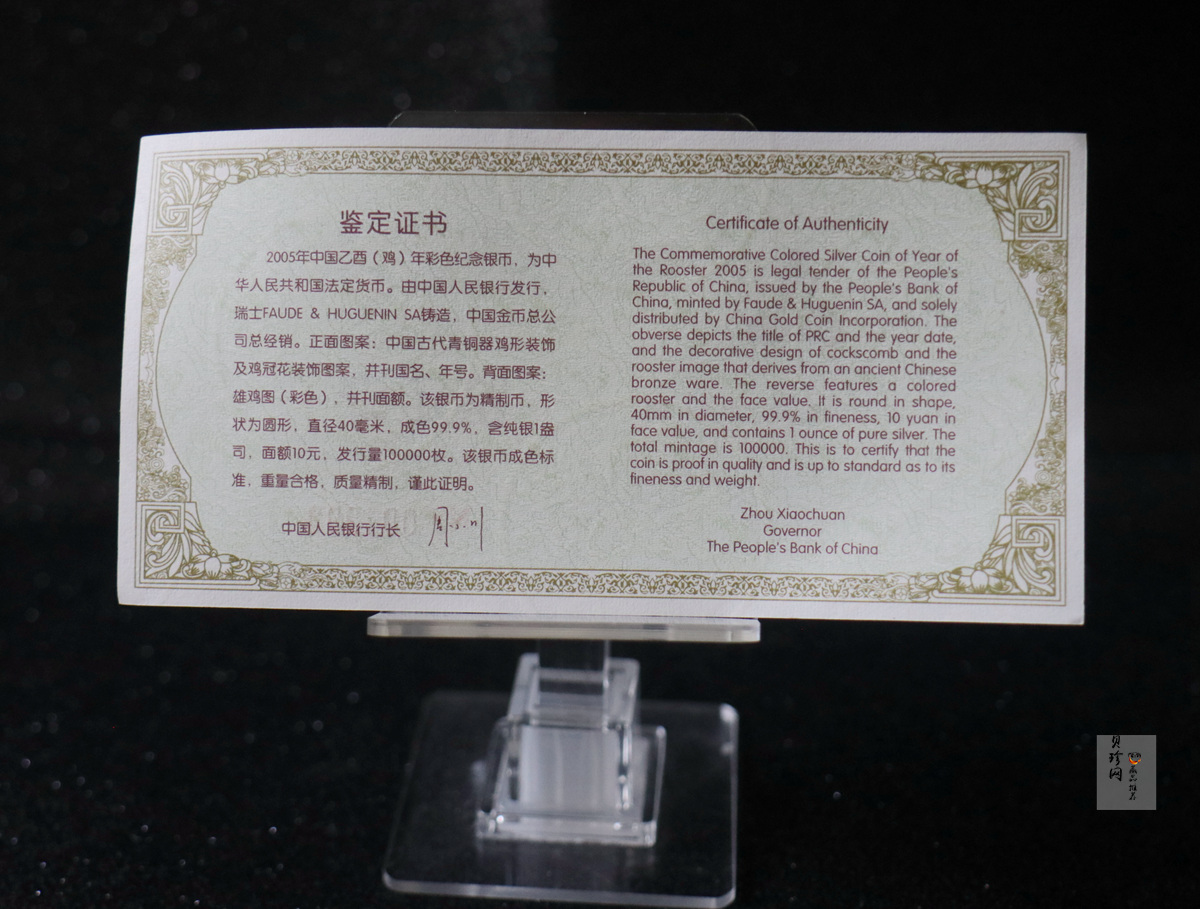 鉴定证书
2005年中国乙酉（鸡）年彩色纪念银币，为中
华人民共和国法定货币。由中国人民银行发行，
瑞士FAUDE & HUGUENIN SA铸造，中国金币总公
司总经销。正面图案：中国古代青铜器鸡形装饰
及鸡冠花装饰图案，并刊国名、年号。背面图案：
雄鸡图（彩色），并刊面额。该银币为精制币，形
状为圆形，直径40毫米，成色99.9%，含纯银1盎
司，面额10元，发行量100000枚。该银币成色标
准，重量合格，质量精制，谨此证明。
中国人民银行行长 周小川
Certificate of Authenticity
The Commemorative Colored Silver Coin of Year of
the Rooster 2005 is legal tender of the People's
Republic of China, issued by the People's Bank of
China, minted by Faude & Huguenin SA, and solely
distributed by China Gold Coin Incorporation. The
obverse depicts the title of PRC and the year date,
and the decorative design of cockscomb and the
rooster image that derives from an ancient Chinese
bronze ware. The reverse features a colored
rooster and the face value. It is round in shape,
40mm in diameter, 99.9% in fineness, 10 yuan in
face value, and contains 1 ounce of pure silver. The
total mintage is 100000. This is to certify that the
coin is proof in quality and is up to standard as to its
fineness and weight.
Zhou Xiaochuan
Governor
The People's Bank of China
贝珍网